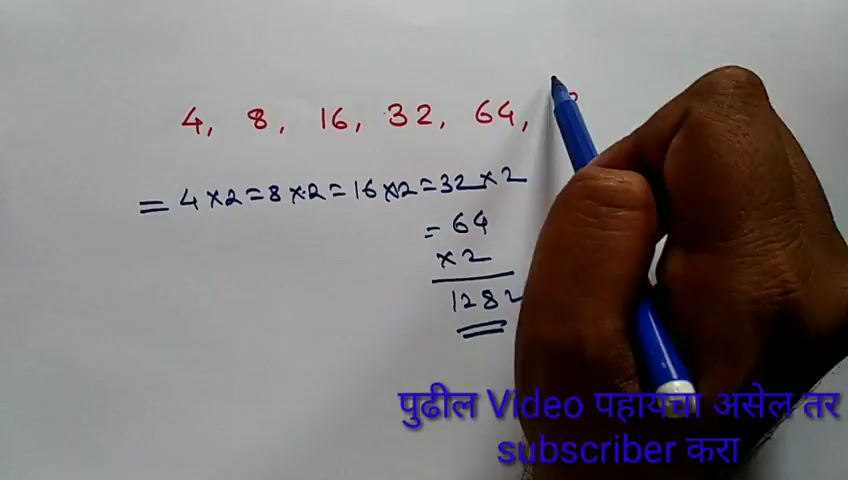 4, 8, 16, 32, 64,
= 4×2=8×2=16×2=32×2
= 64
×2
1282
पुढील Video पहायचा असेल तर
subscriber करा